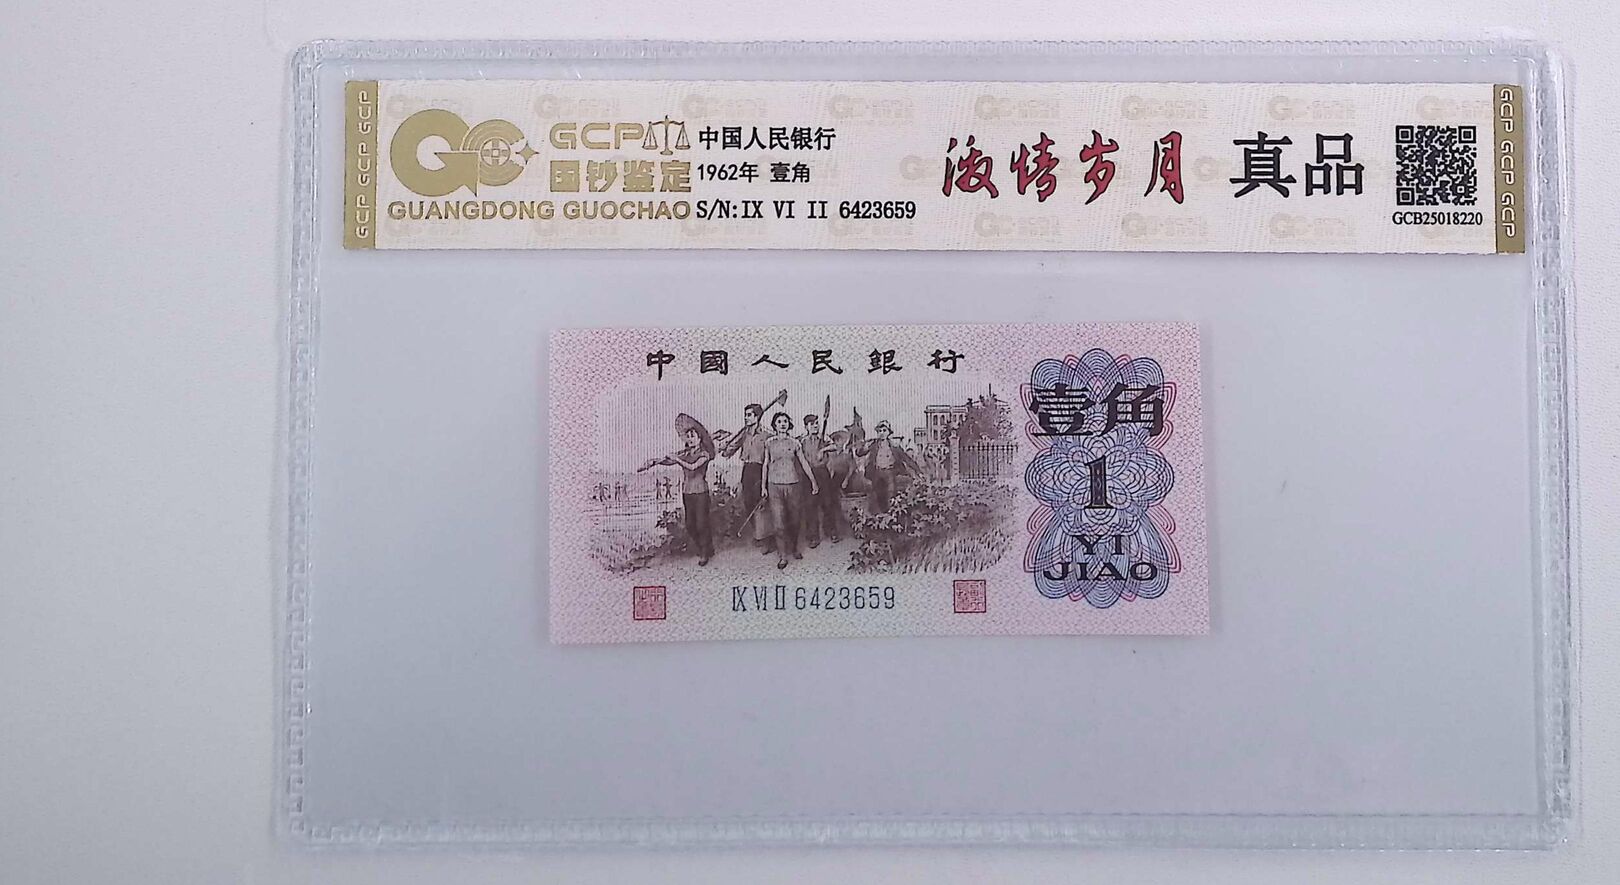 GCP GCP GCP
GCP
国钞鉴定
GUANGDONG GUOCHAO
中国人民银行
1962年 壹角
S/N:IX VI II 6423659
激情岁月 真品
GCB25018220
GCP GCP GCP
中國人民銀行
壹角
1
YI
JIAO
IX VI II 6423659